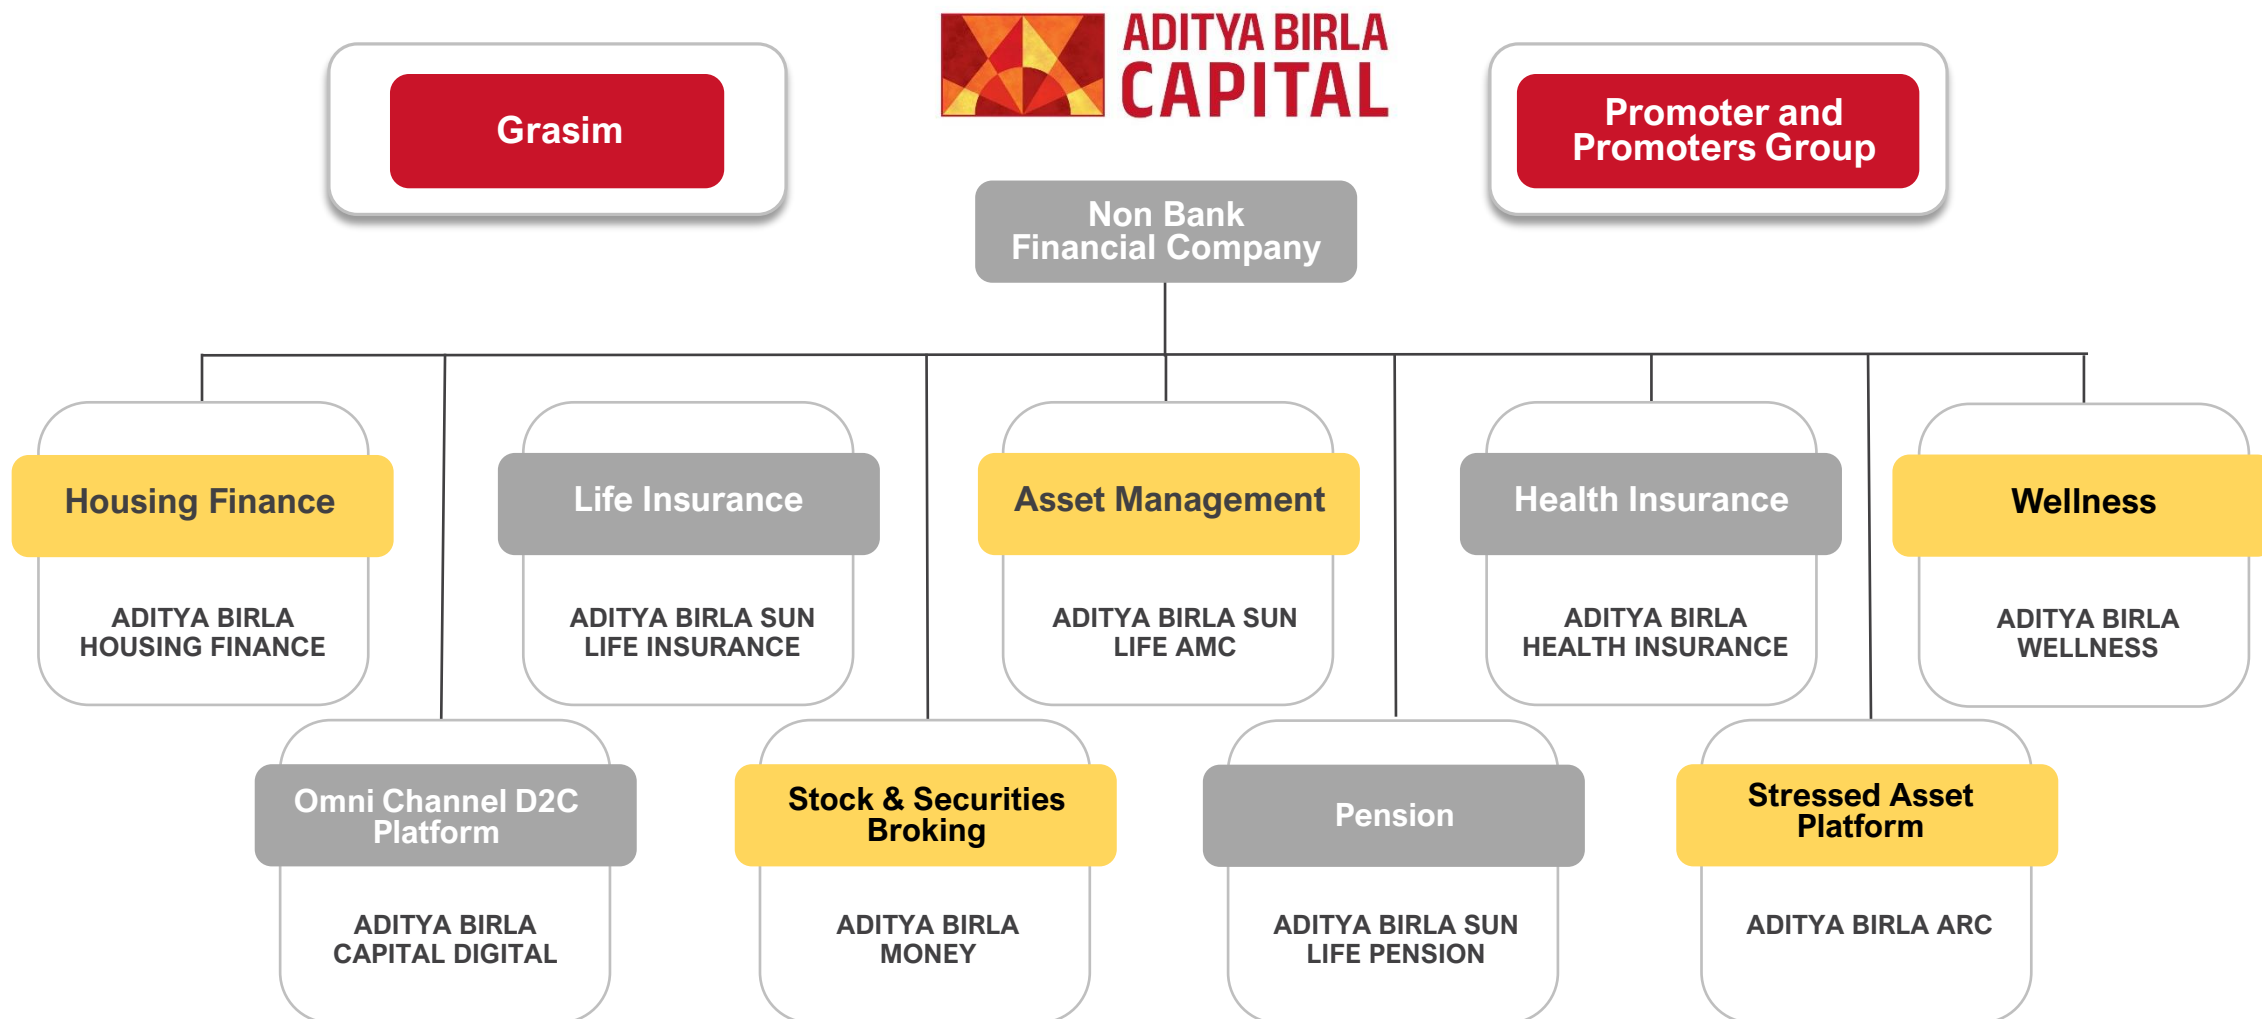 ADITYA BIRLA
CAPITAL
Grasim
Promoter and
Promoters Group
Non Bank
Financial Company
Housing Finance
ADITYA BIRLA
HOUSING FINANCE
Life Insurance
ADITYA BIRLA SUN
LIFE INSURANCE
Asset Management
ADITYA BIRLA SUN
LIFE AMC
Health Insurance
ADITYA BIRLA
HEALTH INSURANCE
Wellness
ADITYA BIRLA
WELLNESS
Omni Channel D2C
Platform
ADITYA BIRLA
CAPITAL DIGITAL
Stock & Securities
Broking
ADITYA BIRLA
MONEY
Pension
ADITYA BIRLA SUN
LIFE PENSION
Stressed Asset
Platform
ADITYA BIRLA ARC